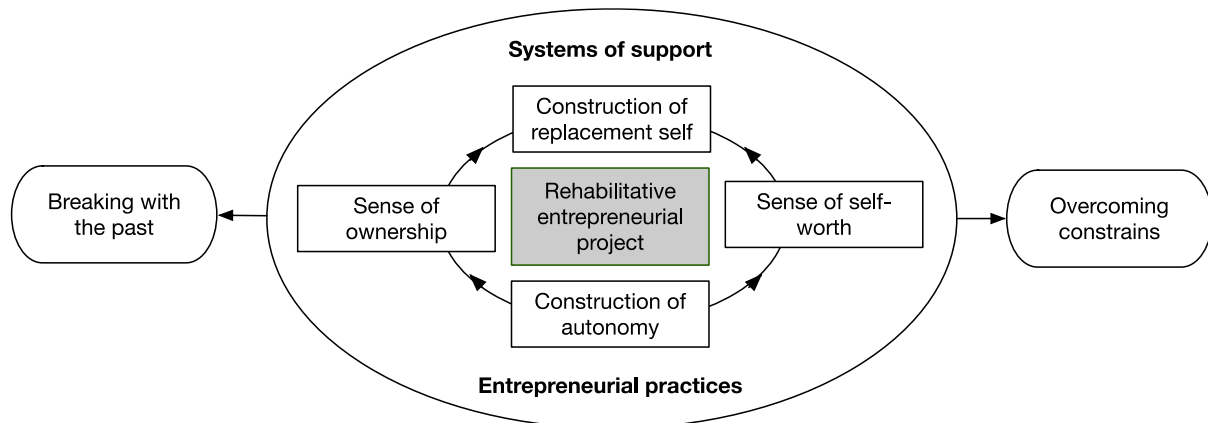 Systems of support
Construction of
replacement self
Breaking with
the past
Sense of
ownership
Rehabilitative
entrepreneurial
project
Sense of self-
worth
Overcoming
constrains
Construction of
autonomy
Entrepreneurial practices